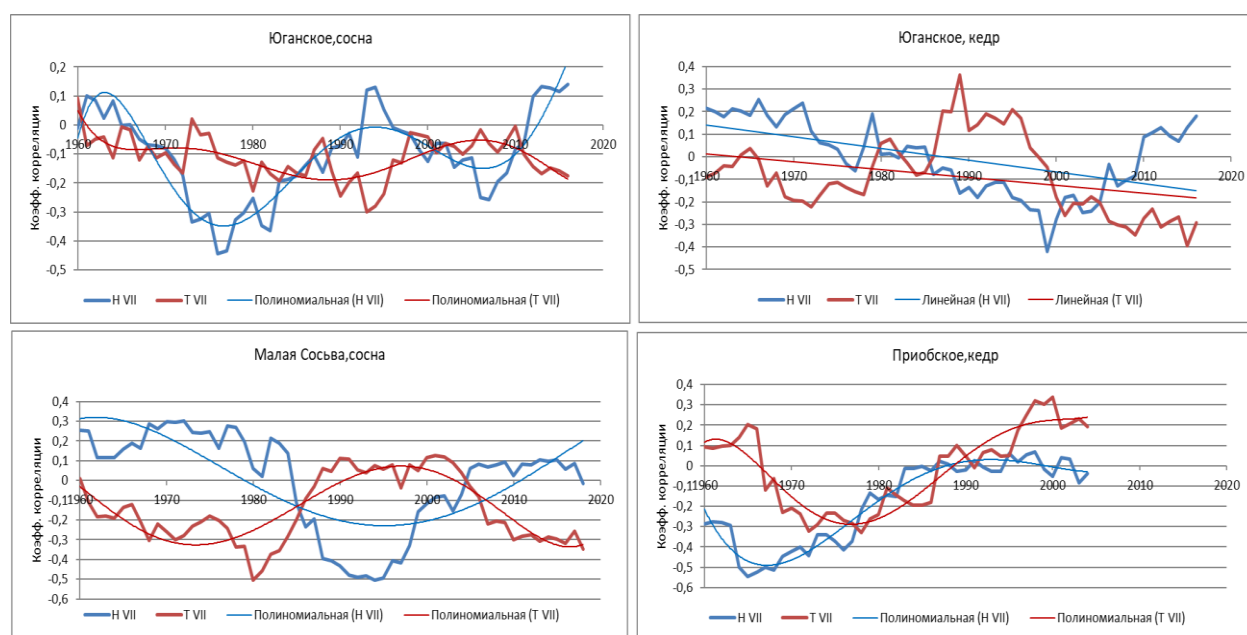 Юганское,сосна
0,2
0,1
0
-0,1
-0,2
-0,3
-0,4
-0,5
1960 1970 1980 1990 2000 2010 2020
Коэфф. корреляции
H VII T VII Полиномиальная (H VII) Полиномиальная (T VII)
Юганское, кедр
0,4
0,3
0,2
0,1
0
-0,1
-0,2
-0,3
-0,4
-0,5
1960 1970 1980 1990 2000 2010 2020
Коэфф. корреляции
H VII T VII Линейная (H VII) Линейная (T VII)
Малая Сосьва,сосна
0,4
0,3
0,2
0,1
0
-0,1
-0,2
-0,3
-0,4
-0,5
-0,6
1960 1970 1980 1990 2000 2010 2020
Коэфф. корреляции
H VII T VII Полиномиальная (H VII) Полиномиальная (T VII)
Приобское,кедр
0,4
0,3
0,2
0,1
0
-0,1
-0,2
-0,3
-0,4
-0,5
-0,6
1960 1970 1980 1990 2000 2010 2020
Коэфф. корреляции
H VII T VII Полиномиальная (H VII) Полиномиальная (T VII)